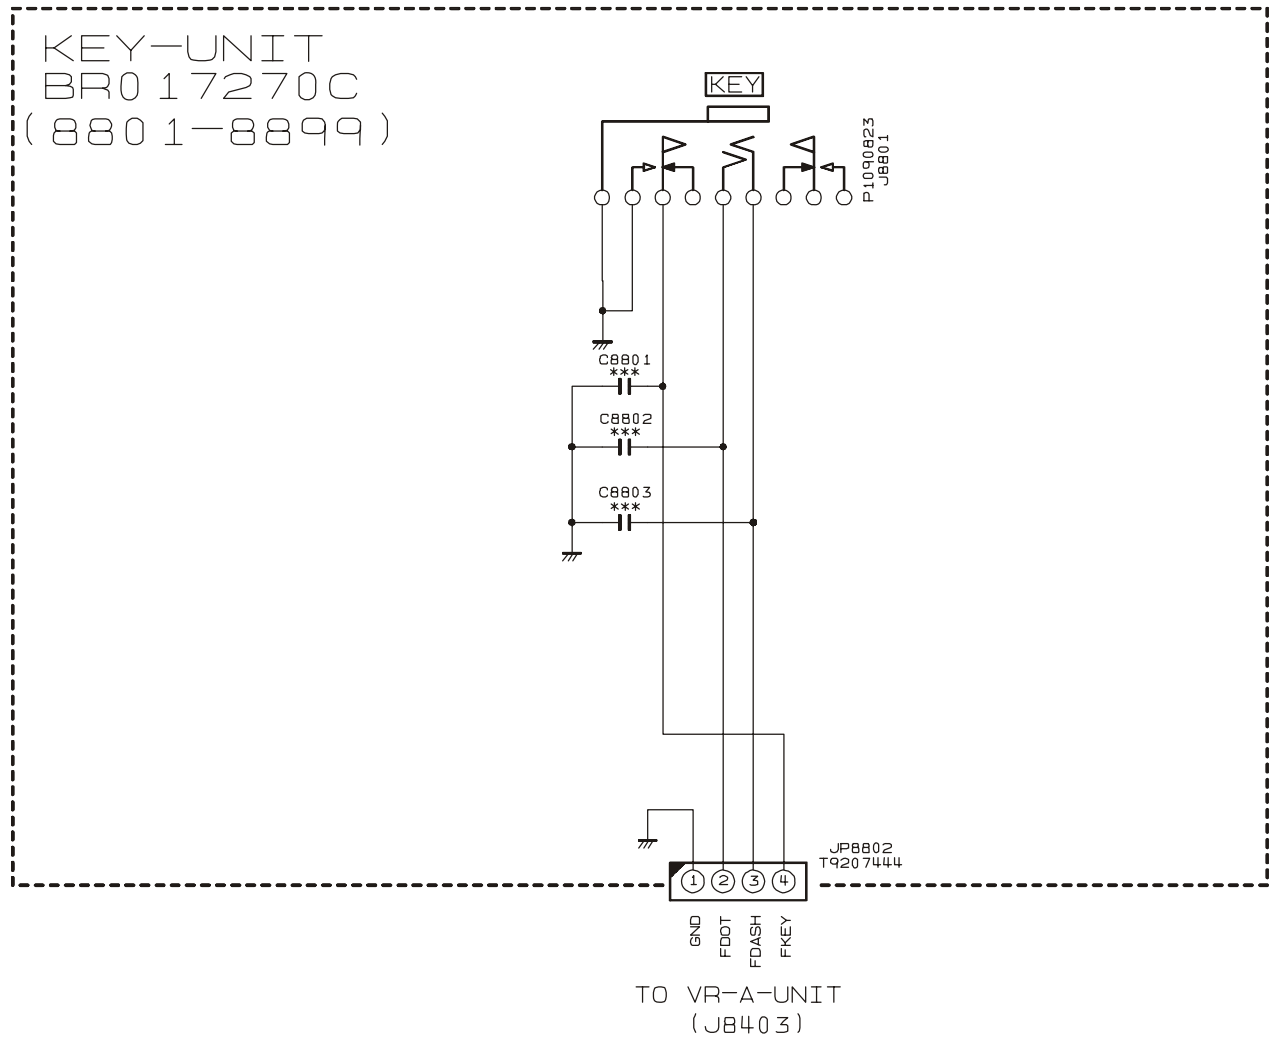 KEY-UNIT
BR017270C
(8801-8899)
KEY
P1090823
J8801
C8801
***
C8802
***
C8803
***
JP8802
T9207444
1 2 3 4
GND
FDOT
FDASH
FKEY
TO VR-A-UNIT
(J8403)